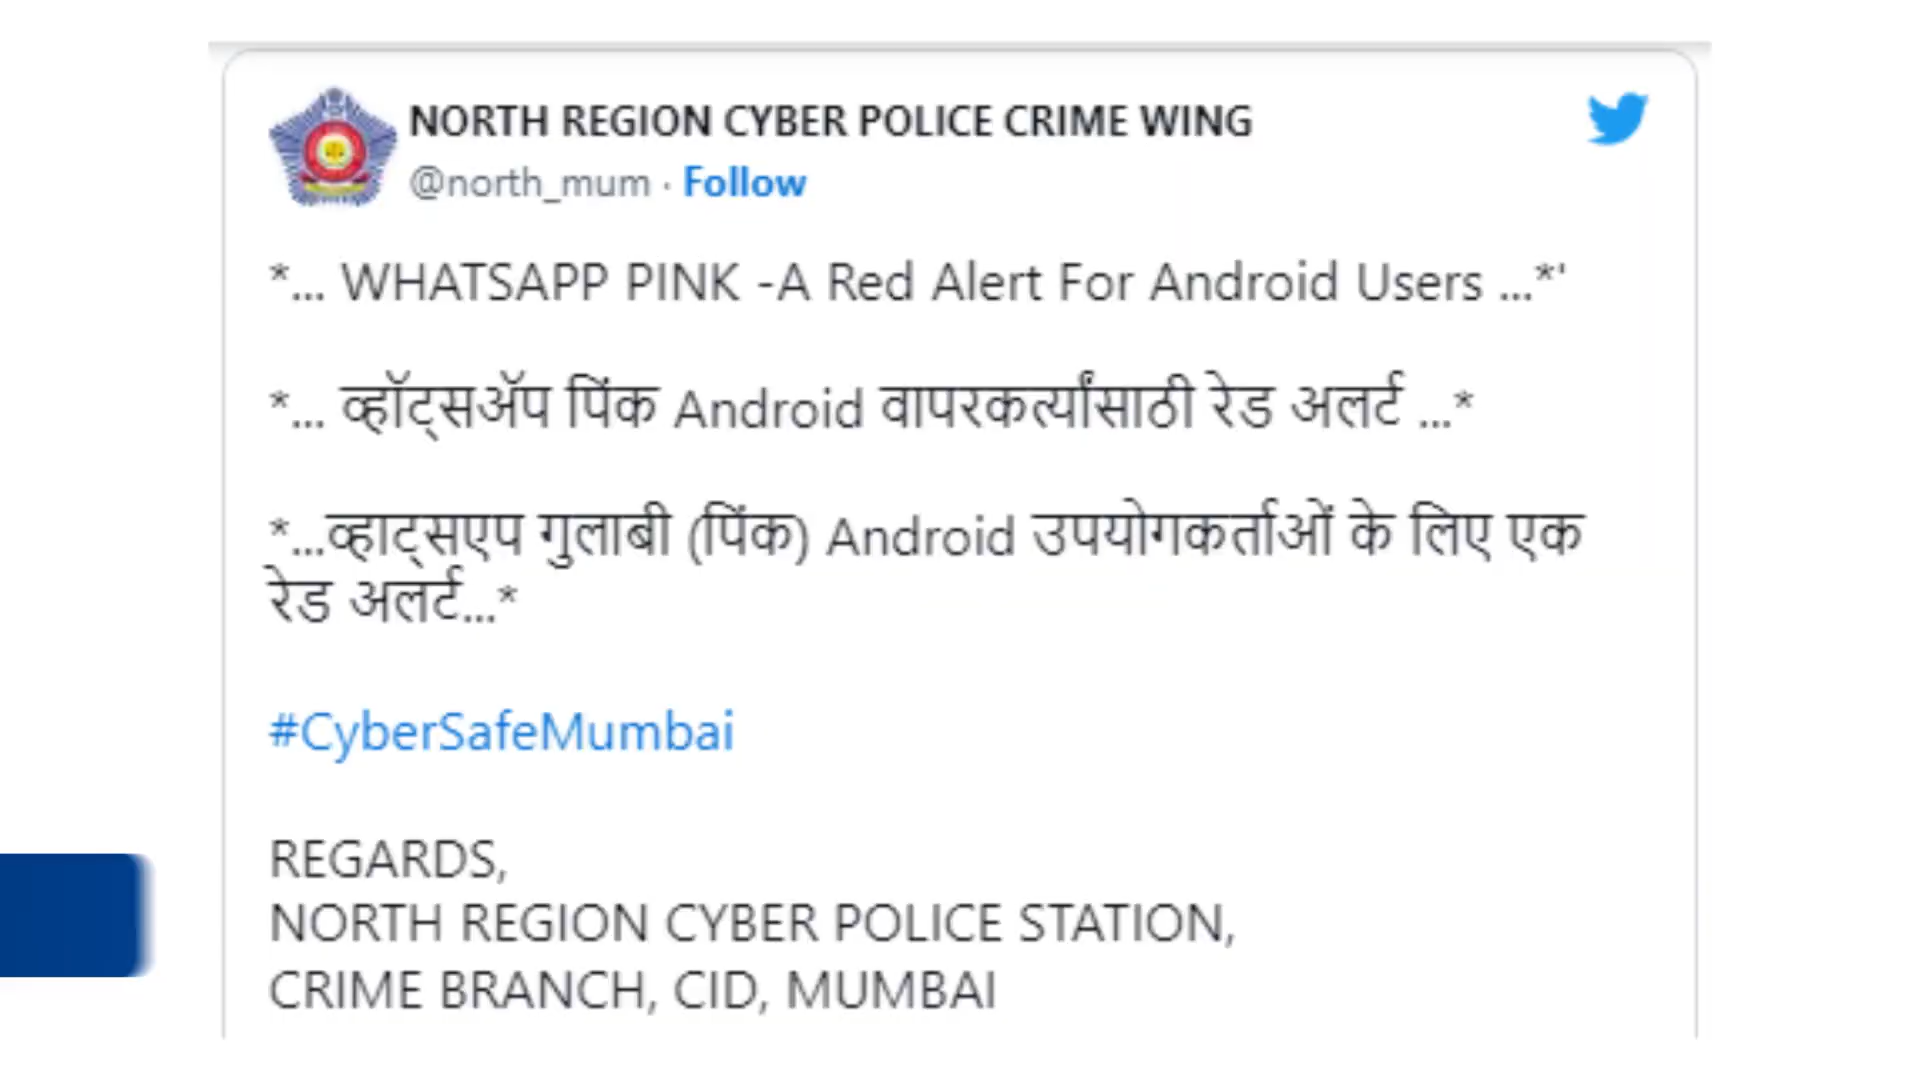 NORTH REGION CYBER POLICE CRIME WING
@north_mum · Follow
*... WHATSAPP PINK -A Red Alert For Android Users ...*'
*... व्हॉट्सॲप पिंक Android वापरकर्त्यांसाठी रेड अलर्ट ...*
*...व्हाट्सएप गुलाबी (पिंक) Android उपयोगकर्ताओं के लिए एक
रेड अलर्ट...*
#CyberSafeMumbai
REGARDS,
NORTH REGION CYBER POLICE STATION,
CRIME BRANCH, CID, MUMBAI